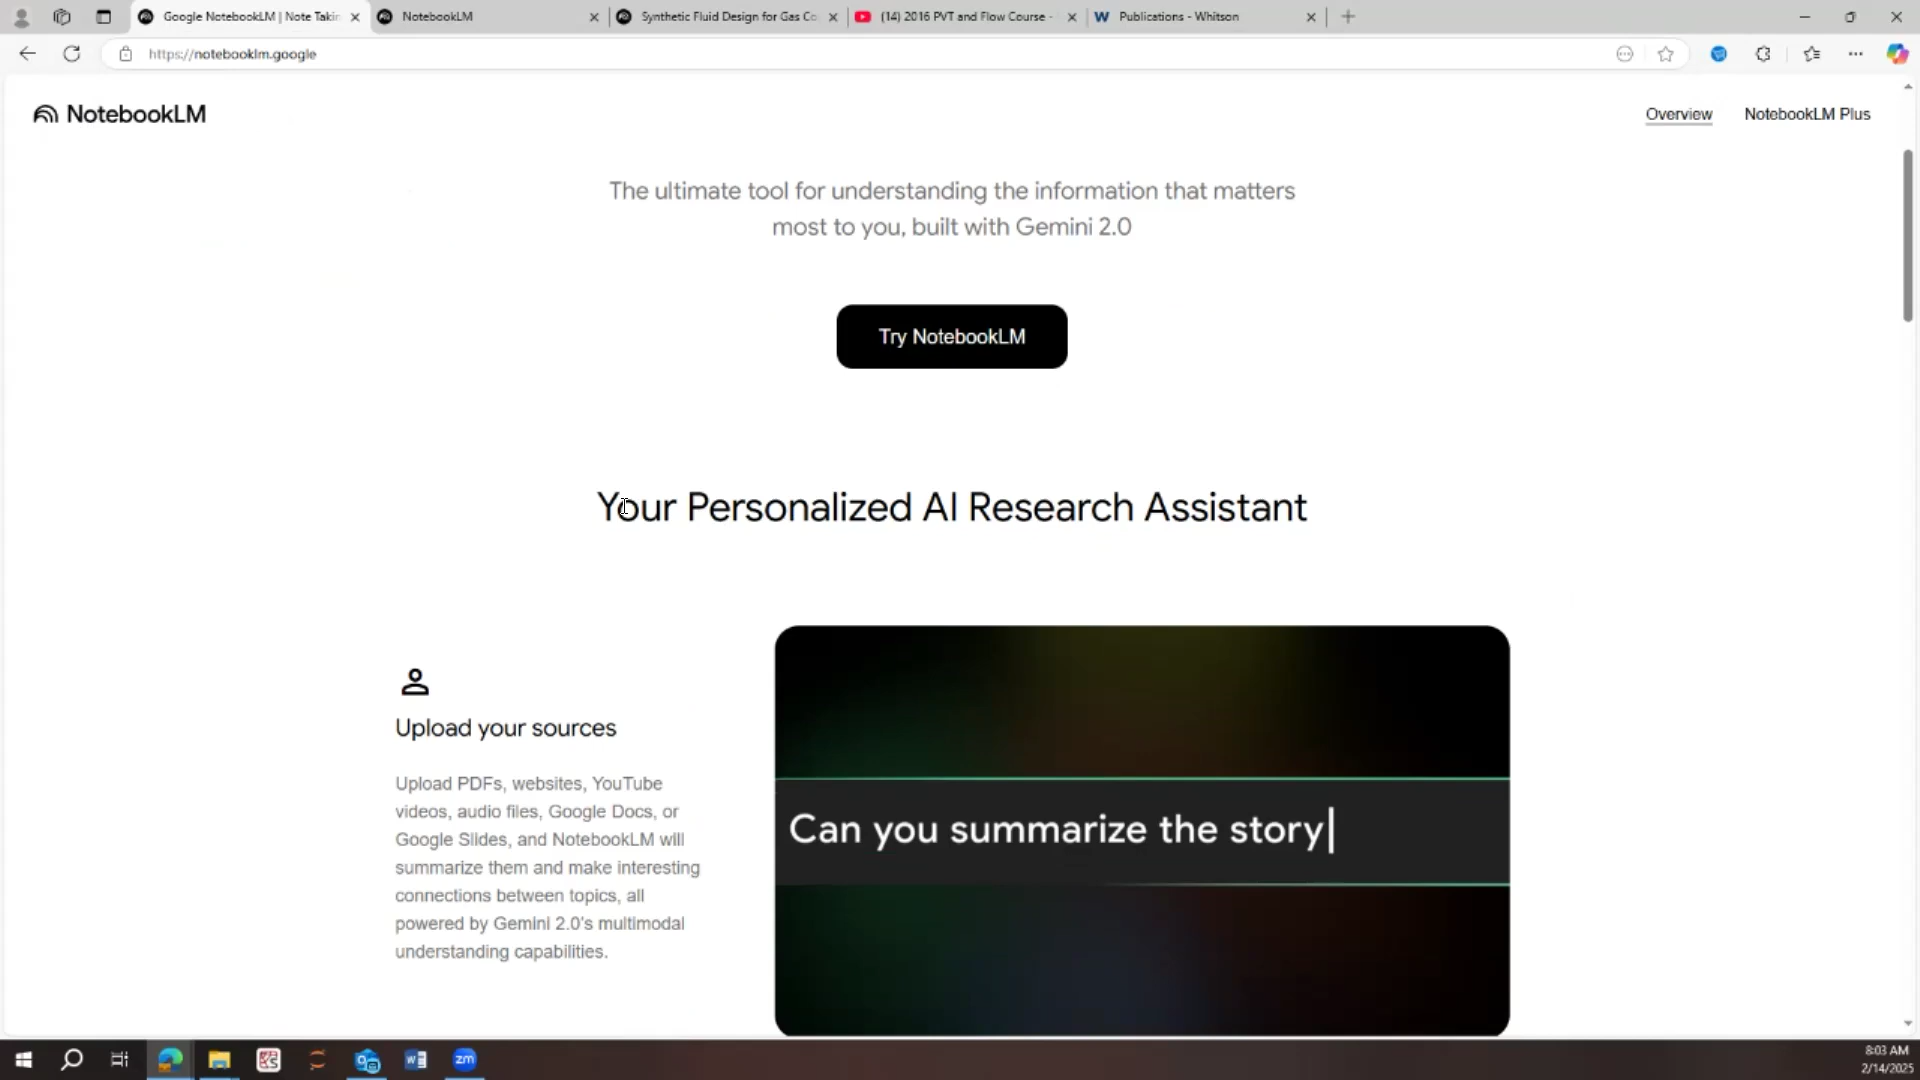 Google NotebookLM | Note Takin
NotebookLM
Synthetic Fluid Design for Gas Co
(14) 2016 PVT and Flow Course -
Publications - Whitson
https://notebooklm.google
NotebookLM
Overview
NotebookLM Plus
The ultimate tool for understanding the information that matters
most to you, built with Gemini 2.0
Try NotebookLM
Your Personalized AI Research Assistant
Upload your sources
Upload PDFs, websites, YouTube
videos, audio files, Google Docs, or
Google Slides, and NotebookLM will
summarize them and make interesting
connections between topics, all
powered by Gemini 2.0's multimodal
understanding capabilities.
Can you summarize the story
zm
8:03 AM
2/14/2025